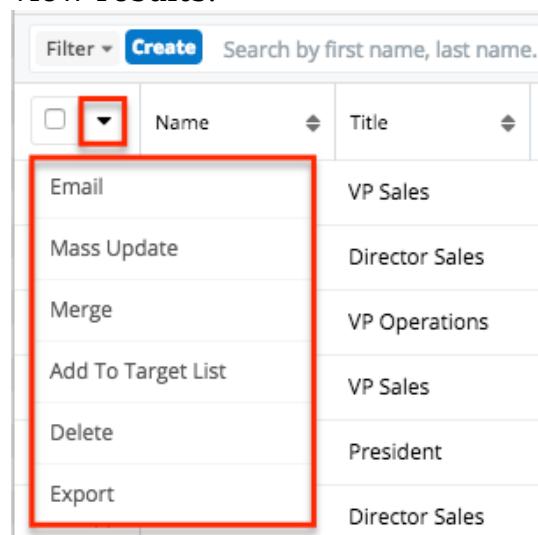 Filter Create Search by first name, last name.
Name Title
Email
VP Sales
Mass Update
Director Sales
Merge
VP Operations
Add To Target List
VP Sales
Delete
President
Export
Director Sales